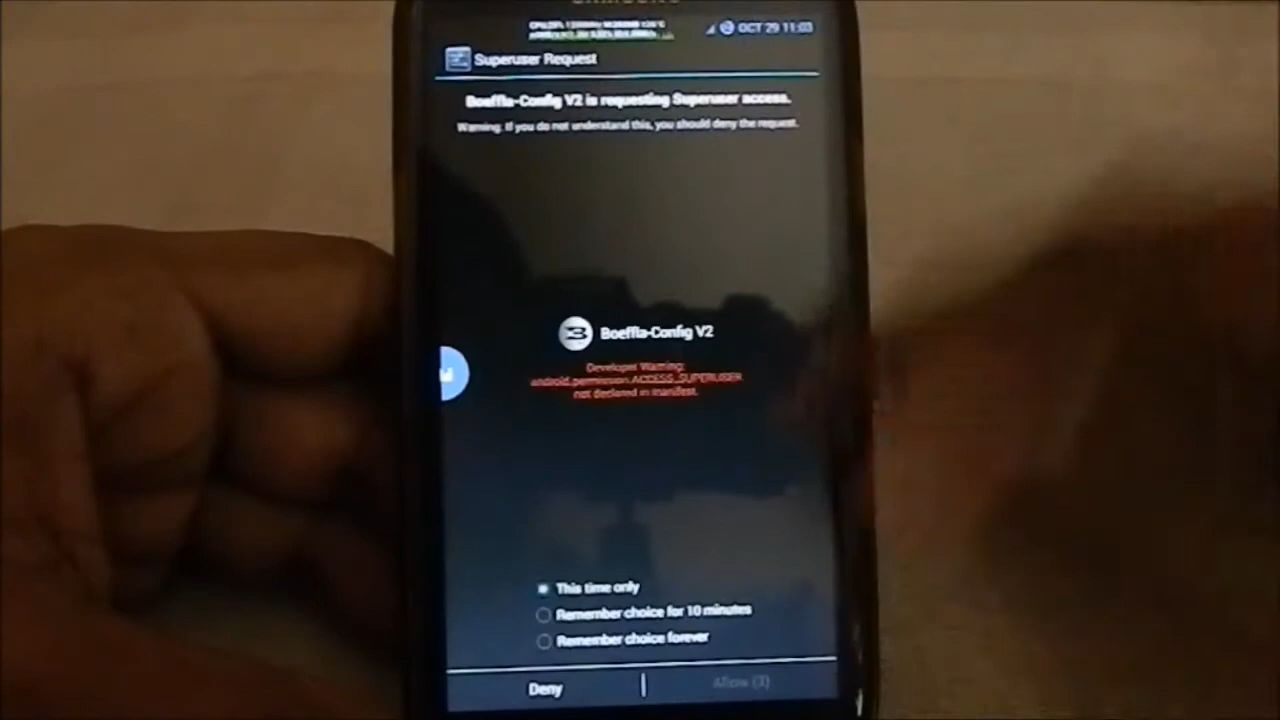 SAMSUNG
OCT 29 11:03
Superuser Request
Boeffla-Config V2 is requesting Superuser access.
Warning: If you do not understand this, you should deny the request.
Boeffla-Config V2
Developer Warning:
android.permission.ACCESS_SUPERUSER
not declared in manifest.
This time only
Remember choice for 10 minutes
Remember choice forever
Deny
Allow (3)